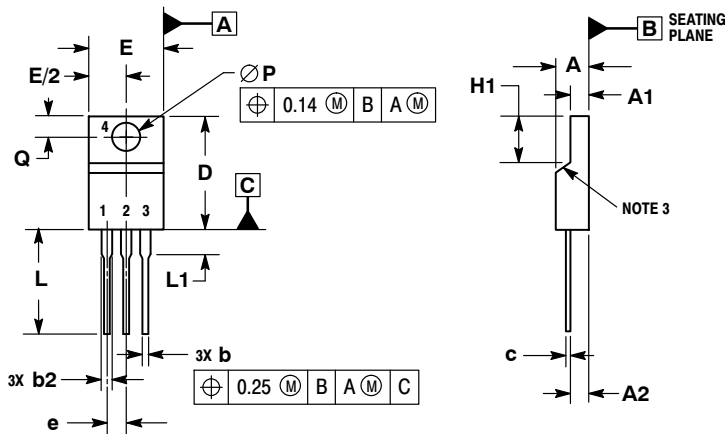 E
A
E/2
Ø P
⌖ 0.14 Ⓜ B A Ⓜ
4
Q
D
C
1 2 3
L
L1
3X b
3X b2
⌖ 0.25 Ⓜ B A Ⓜ C
e
B SEATING
PLANE
A
H1
A1
NOTE 3
c
A2